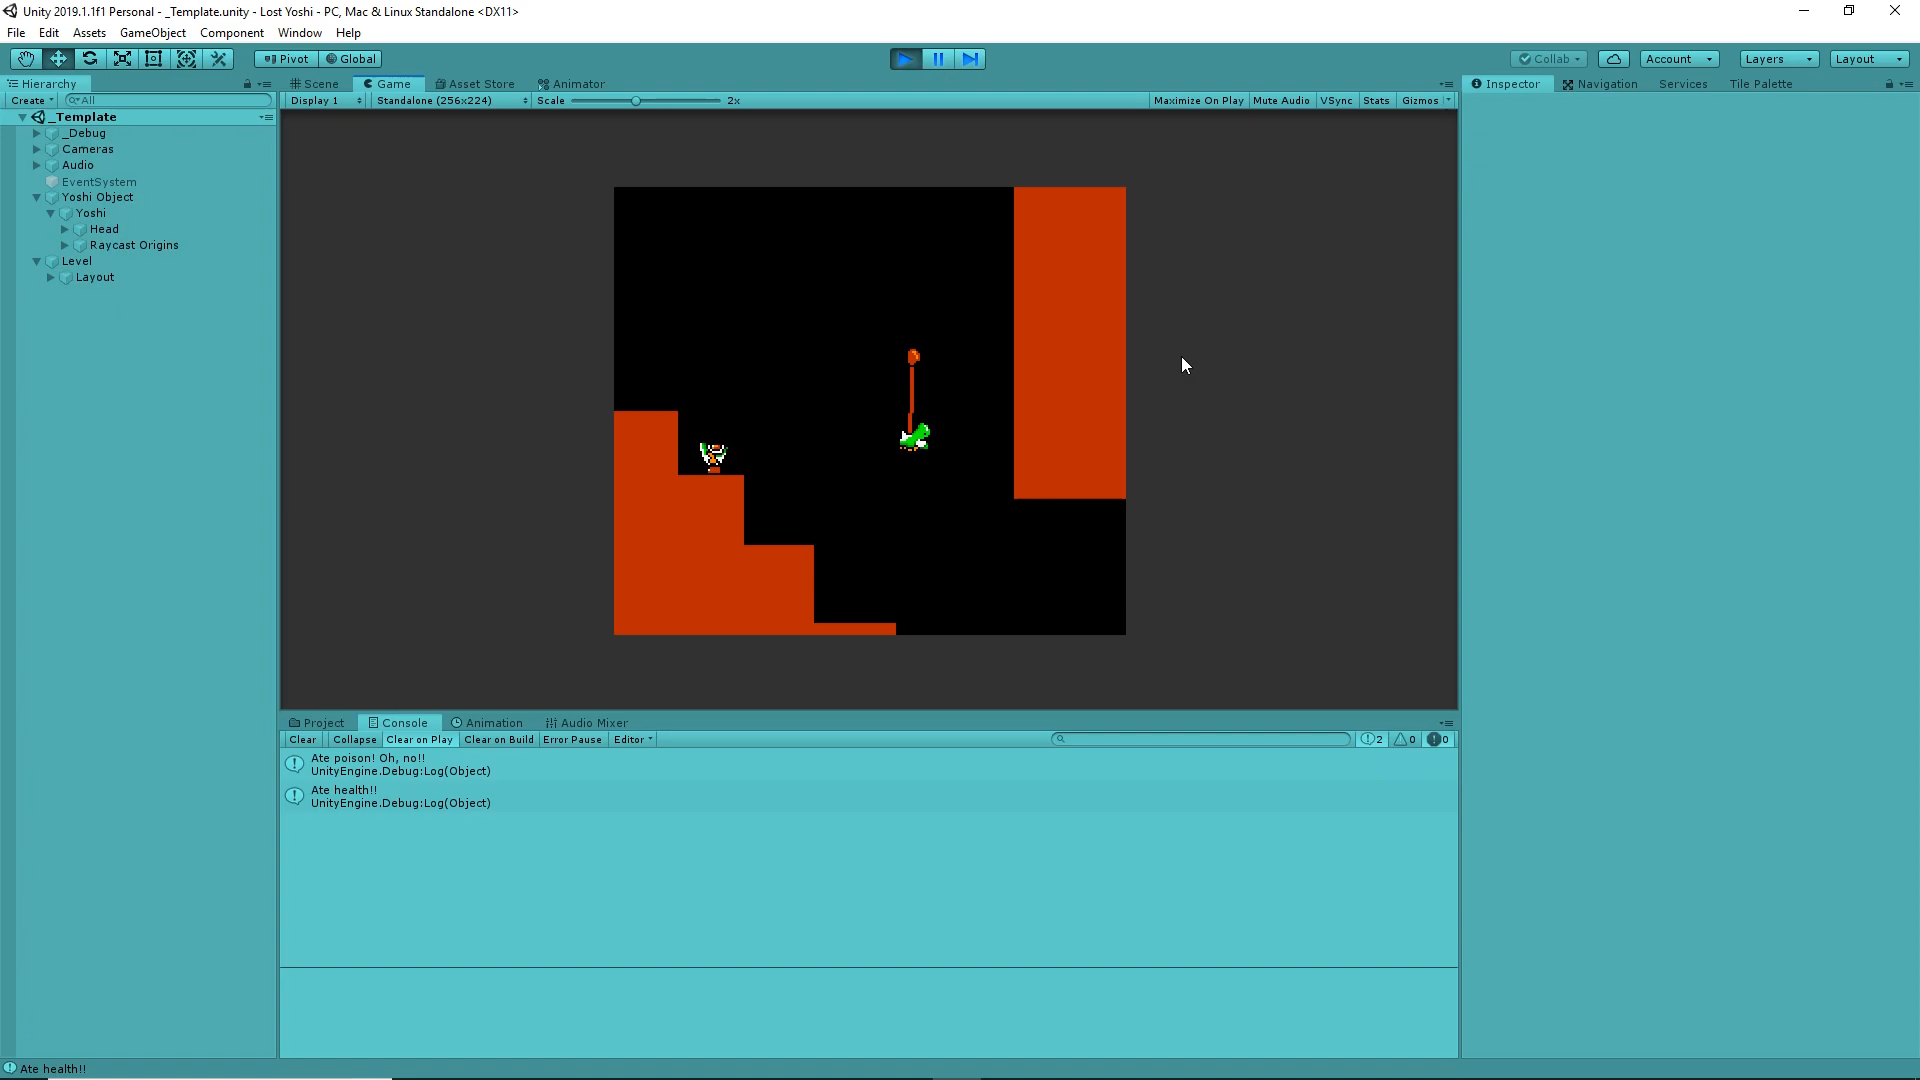 Unity 2019.1.1f1 Personal - _Template.unity - Lost Yoshi - PC, Mac & Linux Standalone <DX11>
File Edit Assets GameObject Component Window Help
Pivot Global Collab Account Layers Layout
Hierarchy Scene Game Asset Store Animator Inspector Navigation Services Tile Palette
Create All Display 1 Standalone (256x224) Scale 2x Maximize On Play Mute Audio VSync Stats Gizmos
_Template
_Debug
Cameras
Audio
EventSystem
Yoshi Object
Yoshi
Head
Raycast Origins
Level
Layout
Project Console Animation Audio Mixer
Clear Collapse Clear on Play Clear on Build Error Pause Editor 2 0 0
Ate poison! Oh, no!!
UnityEngine.Debug:Log(Object)
Ate health!!
UnityEngine.Debug:Log(Object)
Ate health!!